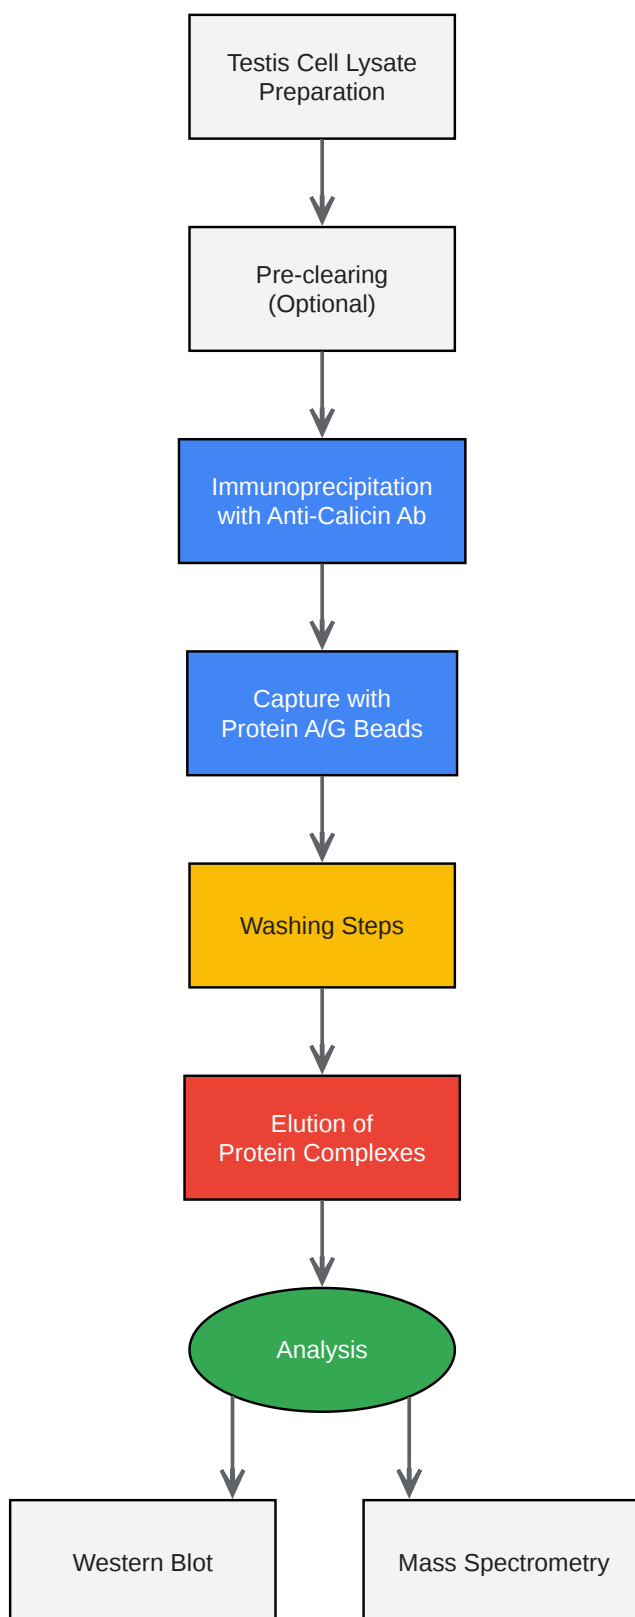 Testis Cell Lysate
Preparation
Pre-clearing
(Optional)
Immunoprecipitation
with Anti-Calicin Ab
Capture with
Protein A/G Beads
Washing Steps
Elution of
Protein Complexes
Analysis
Western Blot
Mass Spectrometry